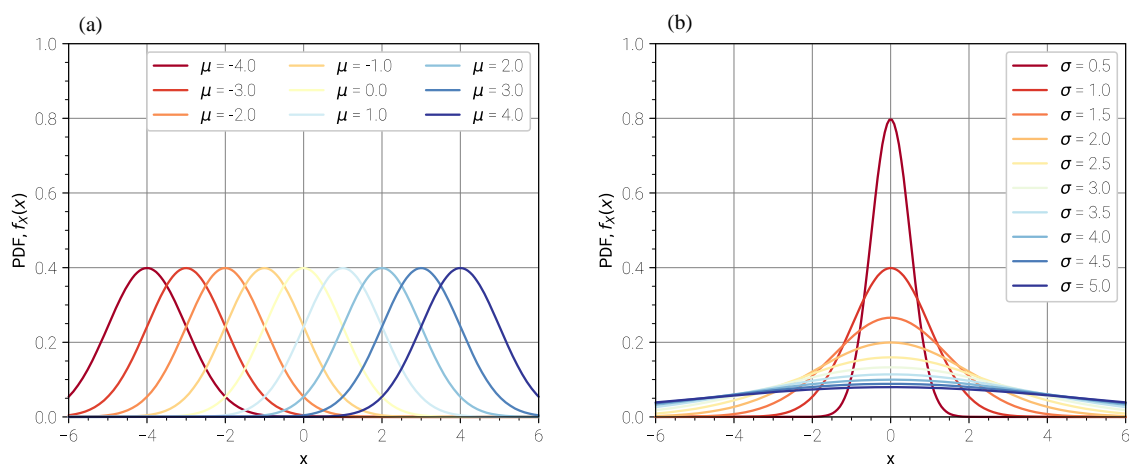 (a)
PDF, f_X(x)
1.0
0.8
0.6
0.4
0.2
0.0
μ = -4.0
μ = -3.0
μ = -2.0
μ = -1.0
μ = 0.0
μ = 1.0
μ = 2.0
μ = 3.0
μ = 4.0
−6 −4 −2 0 2 4 6
x
(b)
PDF, f_X(x)
1.0
0.8
0.6
0.4
0.2
0.0
σ = 0.5
σ = 1.0
σ = 1.5
σ = 2.0
σ = 2.5
σ = 3.0
σ = 3.5
σ = 4.0
σ = 4.5
σ = 5.0
−6 −4 −2 0 2 4 6
x